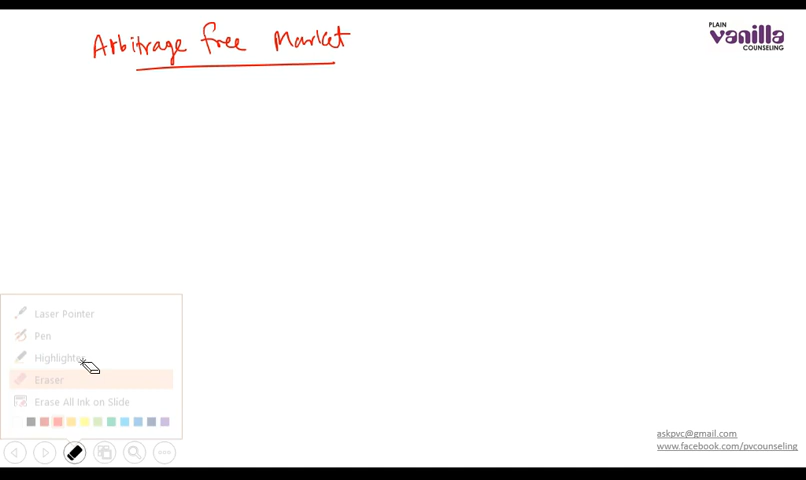 Arbitrage free Market
PLAIN
vanilla
COUNSELING
Laser Pointer
Pen
Highlighter
Eraser
Erase All Ink on Slide
askpvc@gmail.com
www.facebook.com/pvcounseling